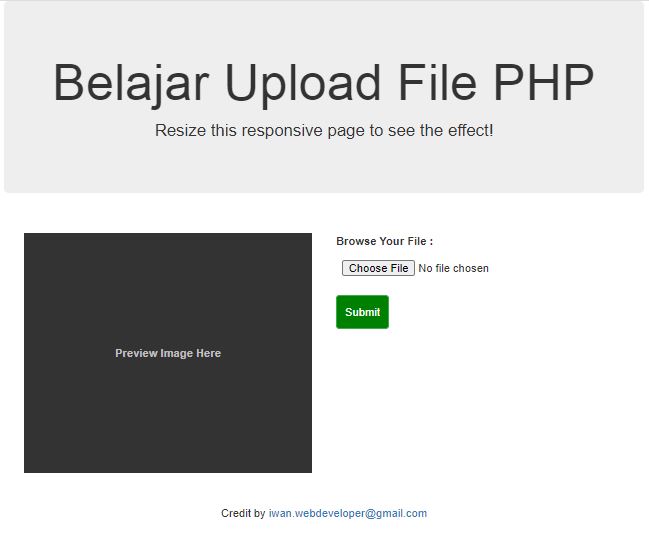 Belajar Upload File PHP
Resize this responsive page to see the effect!
Browse Your File :
Choose File No file chosen
Submit
Preview Image Here
Credit by iwan.webdeveloper@gmail.com